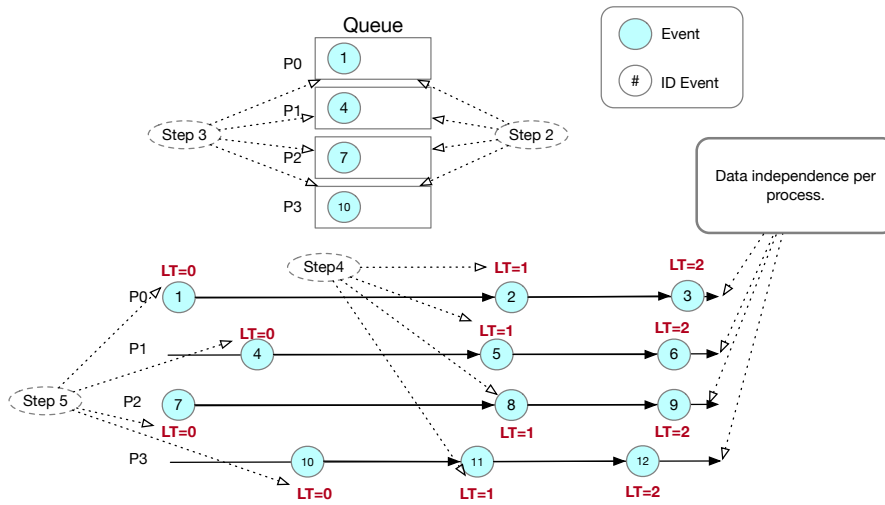 Queue
P0
1
P1
4
P2
7
P3
10
Step 3
Step 2
Event
# ID Event
Data independence per
process.
Step4
LT=0
LT=1
LT=2
P0
1
2
3
LT=0
LT=1
LT=2
P1
4
5
6
Step 5
P2
7
8
9
LT=0
LT=1
LT=2
P3
10
11
12
LT=0
LT=1
LT=2